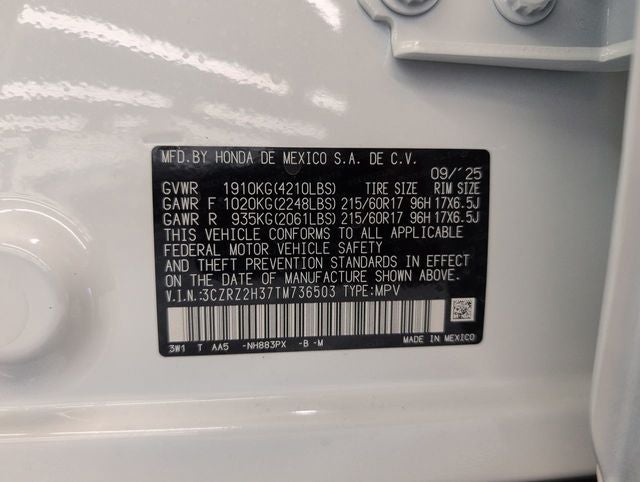 MFD.BY HONDA DE MEXICO S.A. DE C.V.
09/'25
GVWR 1910KG(4210LBS) TIRE SIZE RIM SIZE
GAWR F 1020KG(2248LBS) 215/60R17 96H 17X6.5J
GAWR R 935KG(2061LBS) 215/60R17 96H 17X6.5J
THIS VEHICLE CONFORMS TO ALL APPLICABLE
FEDERAL MOTOR VEHICLE SAFETY
AND THEFT PREVENTION STANDARDS IN EFFECT
ON THE DATE OF MANUFACTURE SHOWN ABOVE.
V.I.N.:3CZRZ2H37TM736503 TYPE:MPV
3W1 T AA5 -NH883PX -B -M MADE IN MEXICO